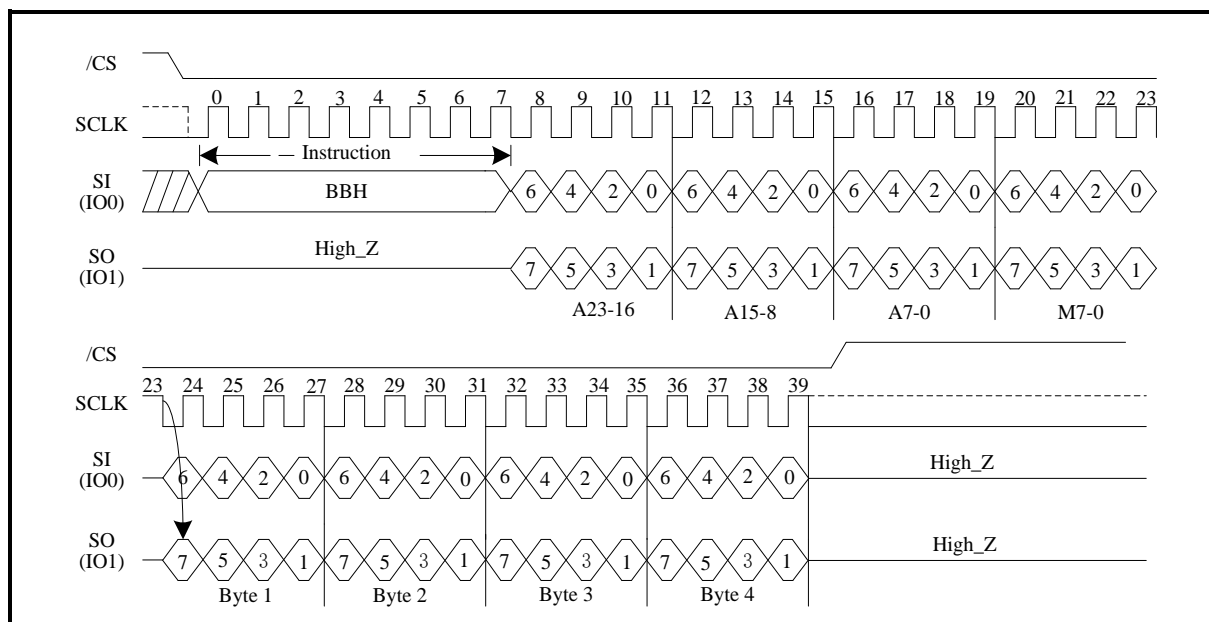 /CS
0 1 2 3 4 5 6 7 8 9 10 11 12 13 14 15 16 17 18 19 20 21 22 23
SCLK
Instruction
SI
(IO0)
BBH
6 4 2 0 6 4 2 0 6 4 2 0 6 4 2 0
SO
(IO1)
High_Z
7 5 3 1 7 5 3 1 7 5 3 1 7 5 3 1
A23-16 A15-8 A7-0 M7-0
/CS
23 24 25 26 27 28 29 30 31 32 33 34 35 36 37 38 39
SCLK
SI
(IO0)
6 4 2 0 6 4 2 0 6 4 2 0 6 4 2 0
High_Z
SO
(IO1)
7 5 3 1 7 5 3 1 7 5 3 1 7 5 3 1
High_Z
Byte 1 Byte 2 Byte 3 Byte 4